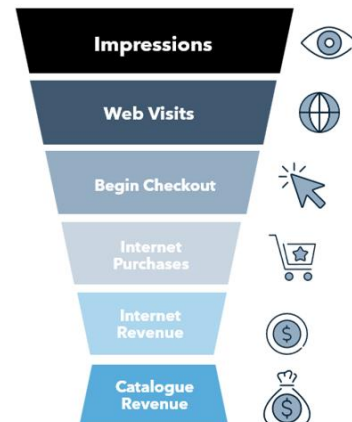 Impressions
Web Visits
Begin Checkout
Internet
Purchases
Internet
Revenue
Catalogue
Revenue
$
$